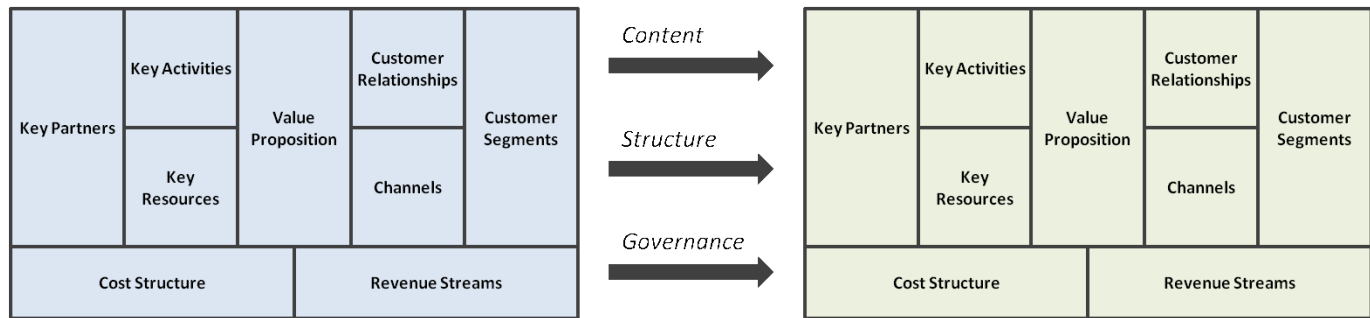 Key Partners
Key Activities
Key
Resources
Value
Proposition
Customer
Relationships
Channels
Customer
Segments
Cost Structure
Revenue Streams
Content
Structure
Governance
Key Partners
Key Activities
Key
Resources
Value
Proposition
Customer
Relationships
Channels
Customer
Segments
Cost Structure
Revenue Streams